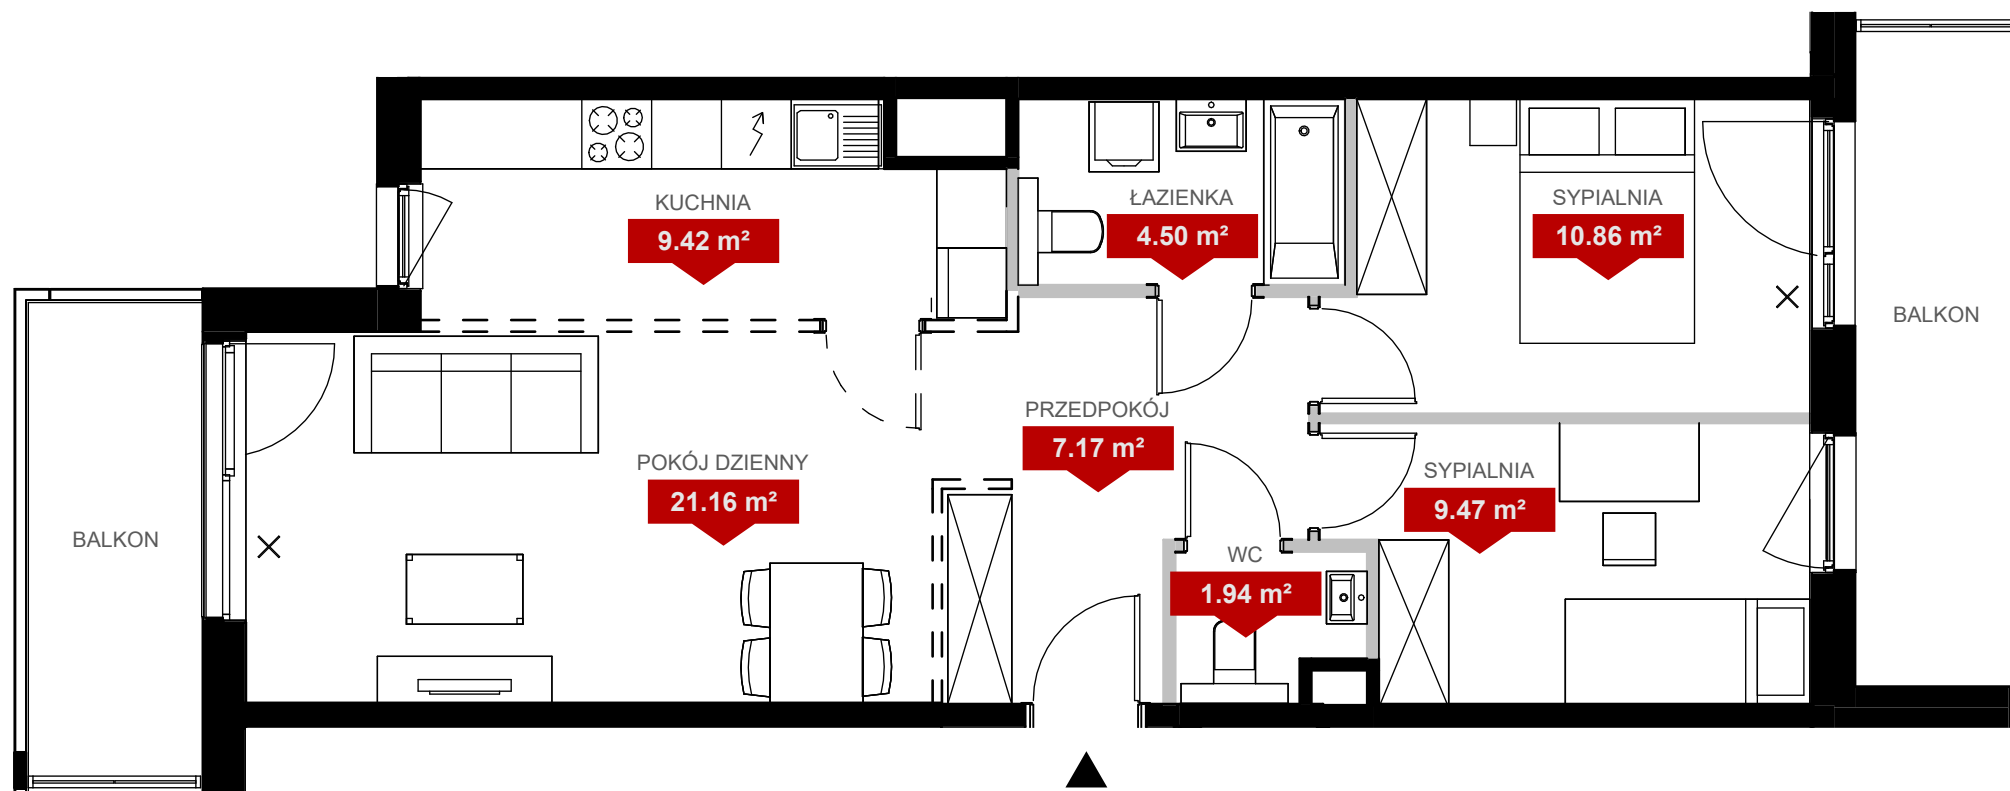 KUCHNIA
9.42 m²
ŁAZIENKA
4.50 m²
SYPIALNIA
10.86 m²
BALKON
PRZEDPOKÓJ
7.17 m²
POKÓJ DZIENNY
21.16 m²
SYPIALNIA
9.47 m²
BALKON
WC
1.94 m²